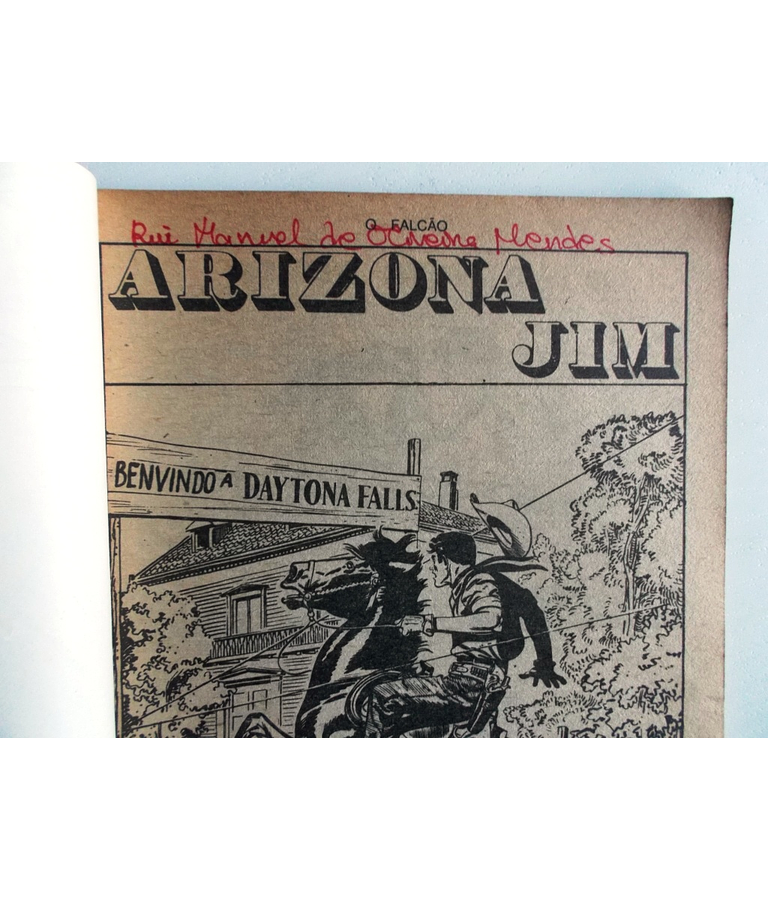 O FALCÃO
Rui Manuel de Oliveira Mendes
ARIZONA
JIM
BENVINDO A DAYTONA FALLS